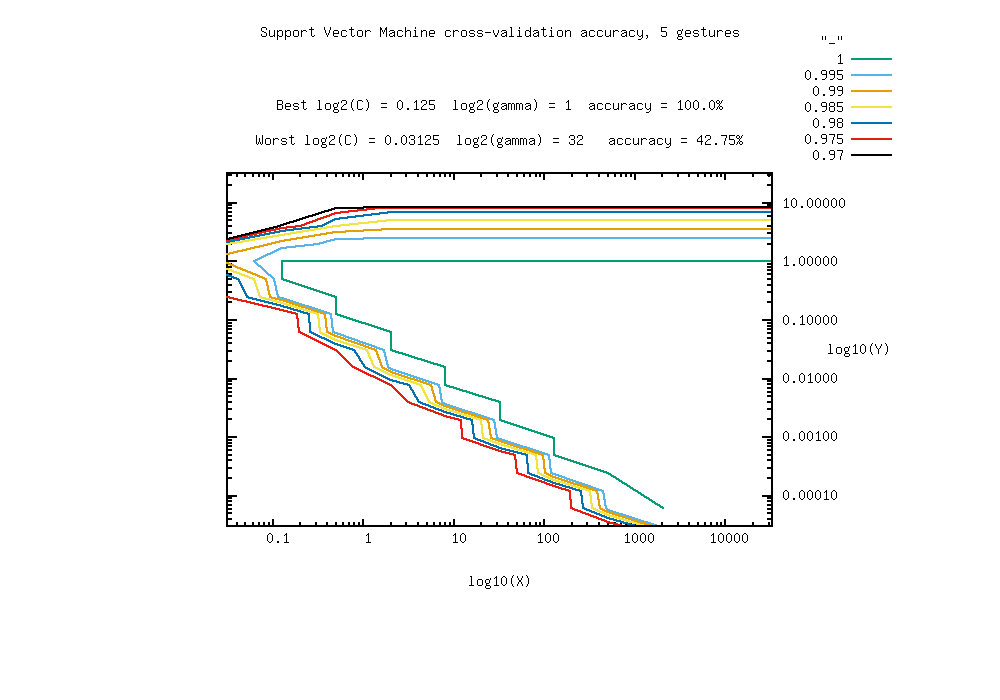 Support Vector Machine cross-validation accuracy, 5 gestures
"_"
1
0.995
0.99
0.985
0.98
0.975
0.97
Best log2(C) = 0.125  log2(gamma) = 1  accuracy = 100.0%
Worst log2(C) = 0.03125  log2(gamma) = 32   accuracy = 42.75%
10.00000
1.00000
0.10000
log10(Y)
0.01000
0.00100
0.00010
0.1 1 10 100 1000 10000
log10(X)